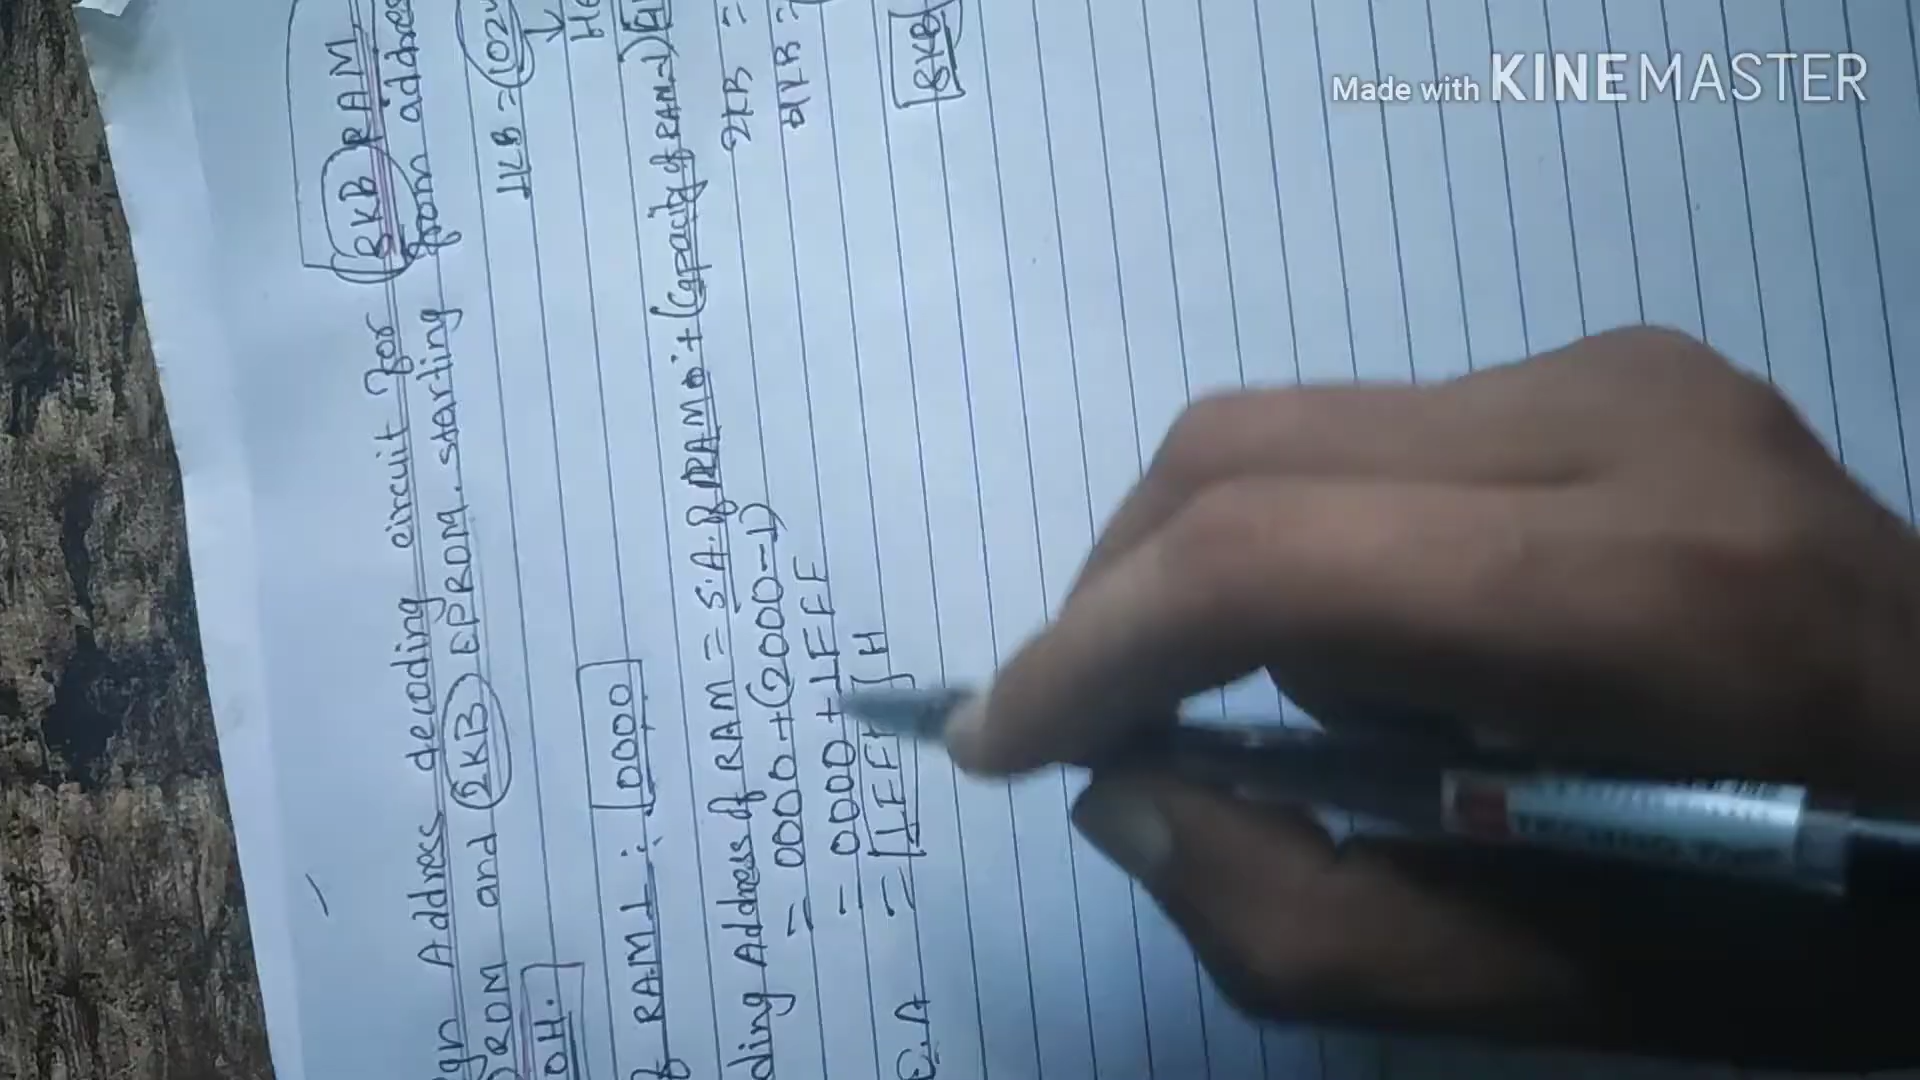 Made with KINEMASTER
gn Address decoding circuit for (8KB) RAM
ROM and (2KB) EPROM. starting from address
0H.
1KB = (1024
f RAM1 : 0000
ding Address of RAM = S.A. of RAM + (Capacity of RAM-1)
= 0000+(2000-1)
= 0000+1FFF
E.A = 1FFF H
2KB =
4KB =
8KB